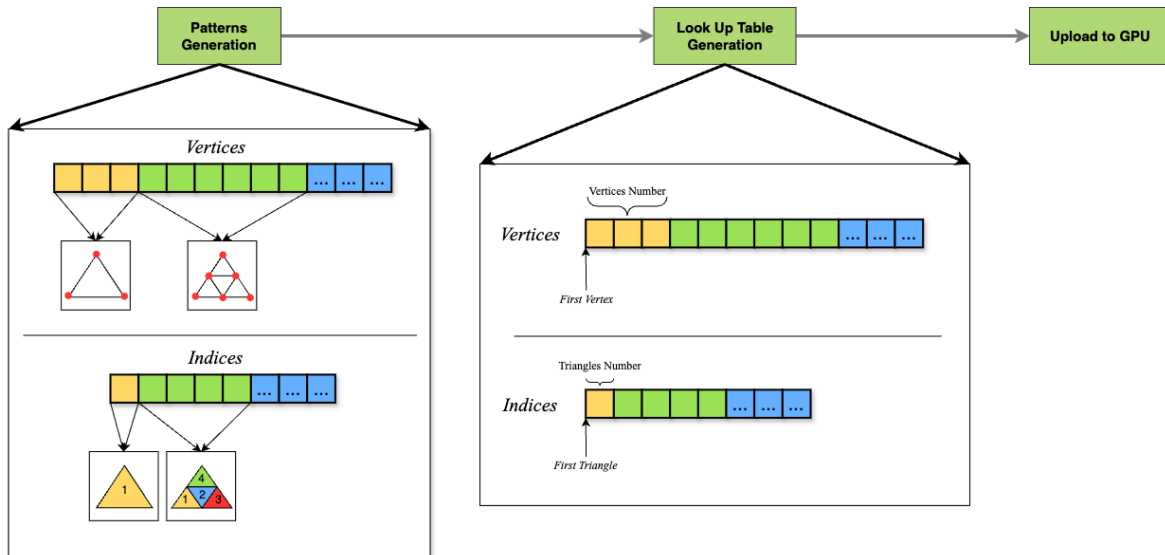 Patterns
Generation
Look Up Table
Generation
Upload to GPU
Vertices
... ... ...
Indices
... ... ...
1
4
1 2 3
Vertices Number
Vertices
... ... ...
First Vertex
Triangles Number
Indices
... ... ...
First Triangle